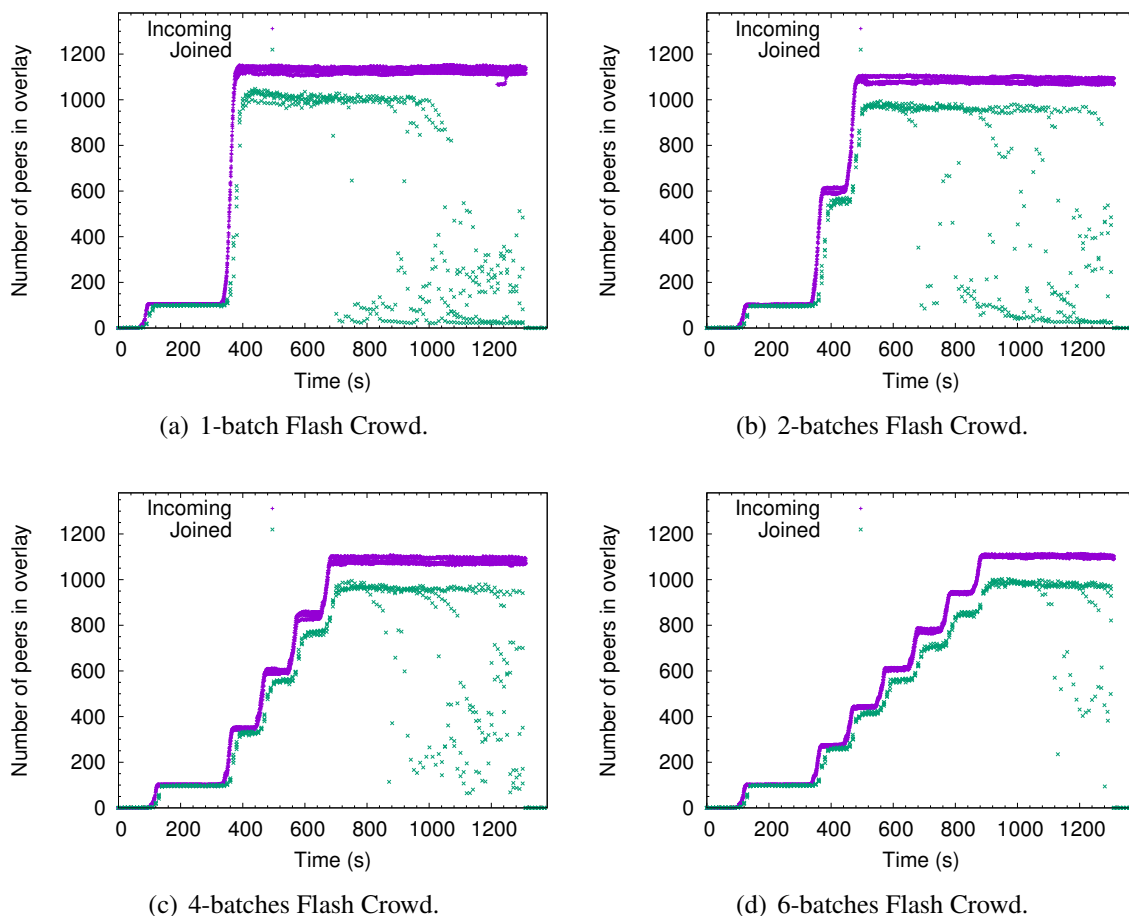 Incoming
Joined
Number of peers in overlay
1200
1000
800
600
400
200
0
0 200 400 600 800 1000 1200
Time (s)
(a) 1-batch Flash Crowd.
Incoming
Joined
Number of peers in overlay
1200
1000
800
600
400
200
0
0 200 400 600 800 1000 1200
Time (s)
(b) 2-batches Flash Crowd.
Incoming
Joined
Number of peers in overlay
1200
1000
800
600
400
200
0
0 200 400 600 800 1000 1200
Time (s)
(c) 4-batches Flash Crowd.
Incoming
Joined
Number of peers in overlay
1200
1000
800
600
400
200
0
0 200 400 600 800 1000 1200
Time (s)
(d) 6-batches Flash Crowd.